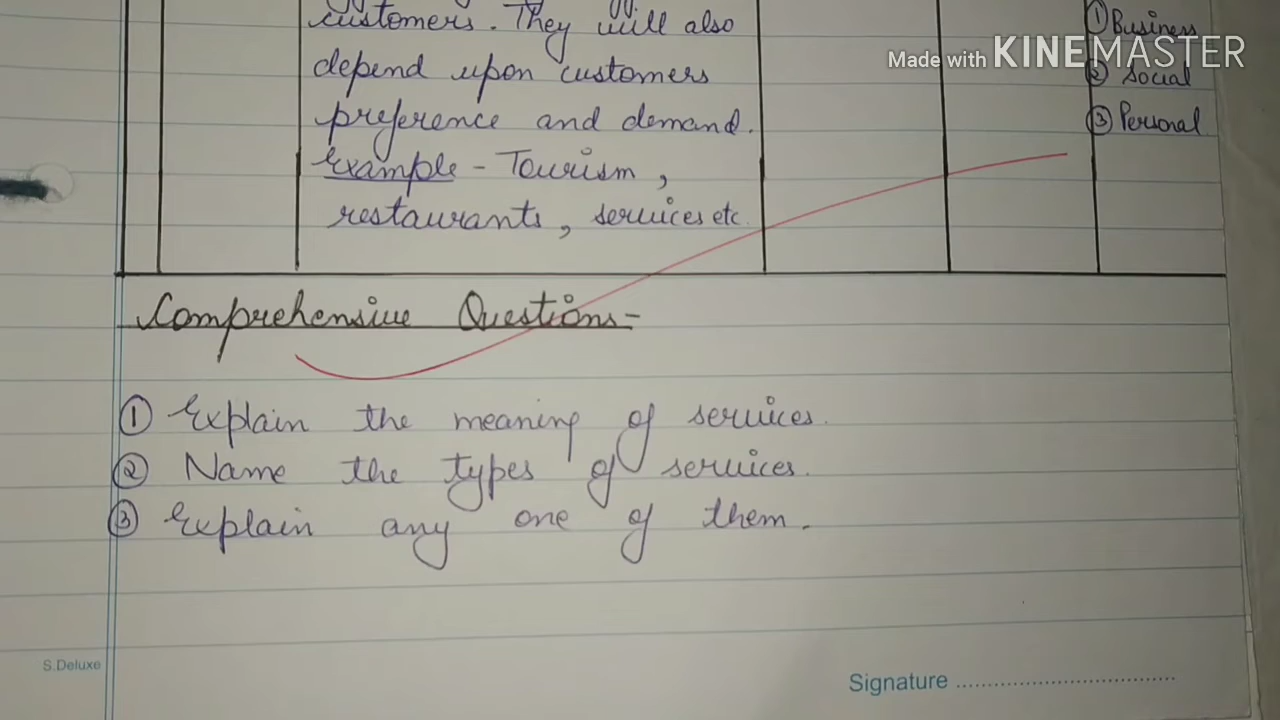 customers. They will also
① Business
Made with KINEMASTER
depend upon customers
② Social
preference and demand.
③ Personal
Example - Tourism,
restaurants, services etc.
Comprehensive Questions:-
① Explain the meaning of services.
② Name the types of services.
③ Explain any one of them.
S.Deluxe
Signature ................................